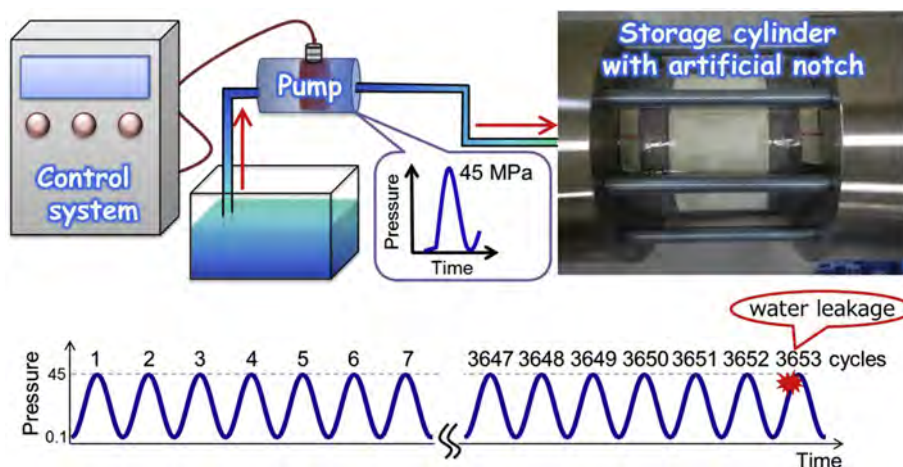 Storage cylinder
with artificial notch
Pump
Control
system
45 MPa
Pressure
Time
water leakage
1 2 3 4 5 6 7 3647 3648 3649 3650 3651 3652 3653 cycles
45
Pressure
0.1
Time